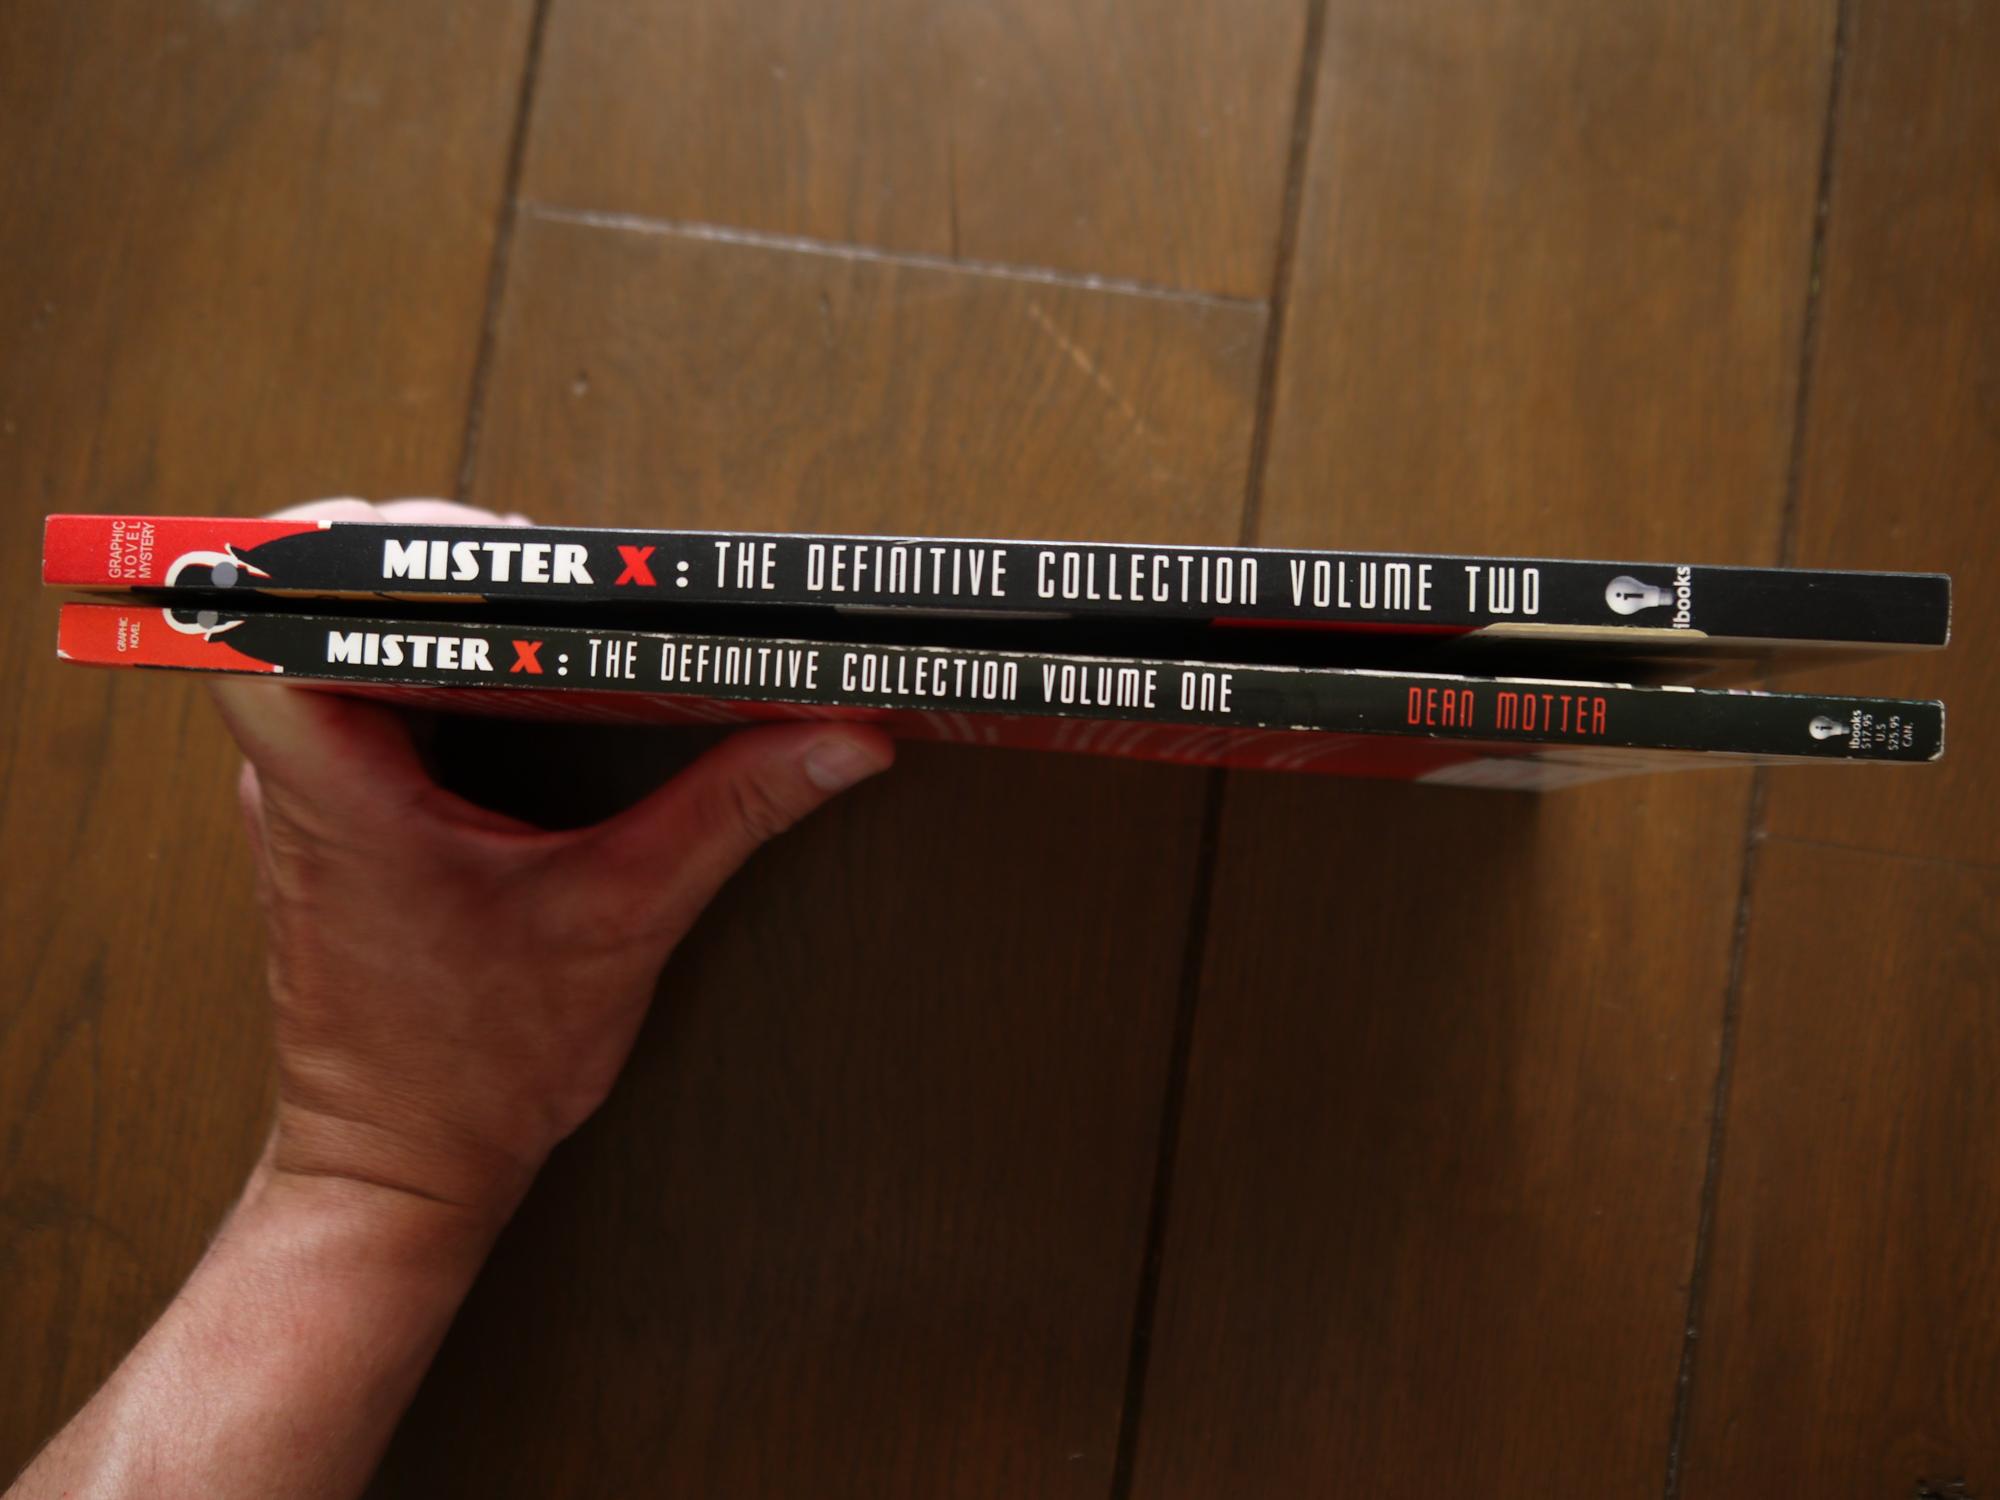 GRAPHIC
NOVEL
MYSTERY
MISTER X: THE DEFINITIVE COLLECTION VOLUME TWO
i
ibooks
GRAPHIC
NOVEL
MISTER X: THE DEFINITIVE COLLECTION VOLUME ONE
DEAN MOTTER
i
ibooks
$17.95
U.S
$25.95
CAN.